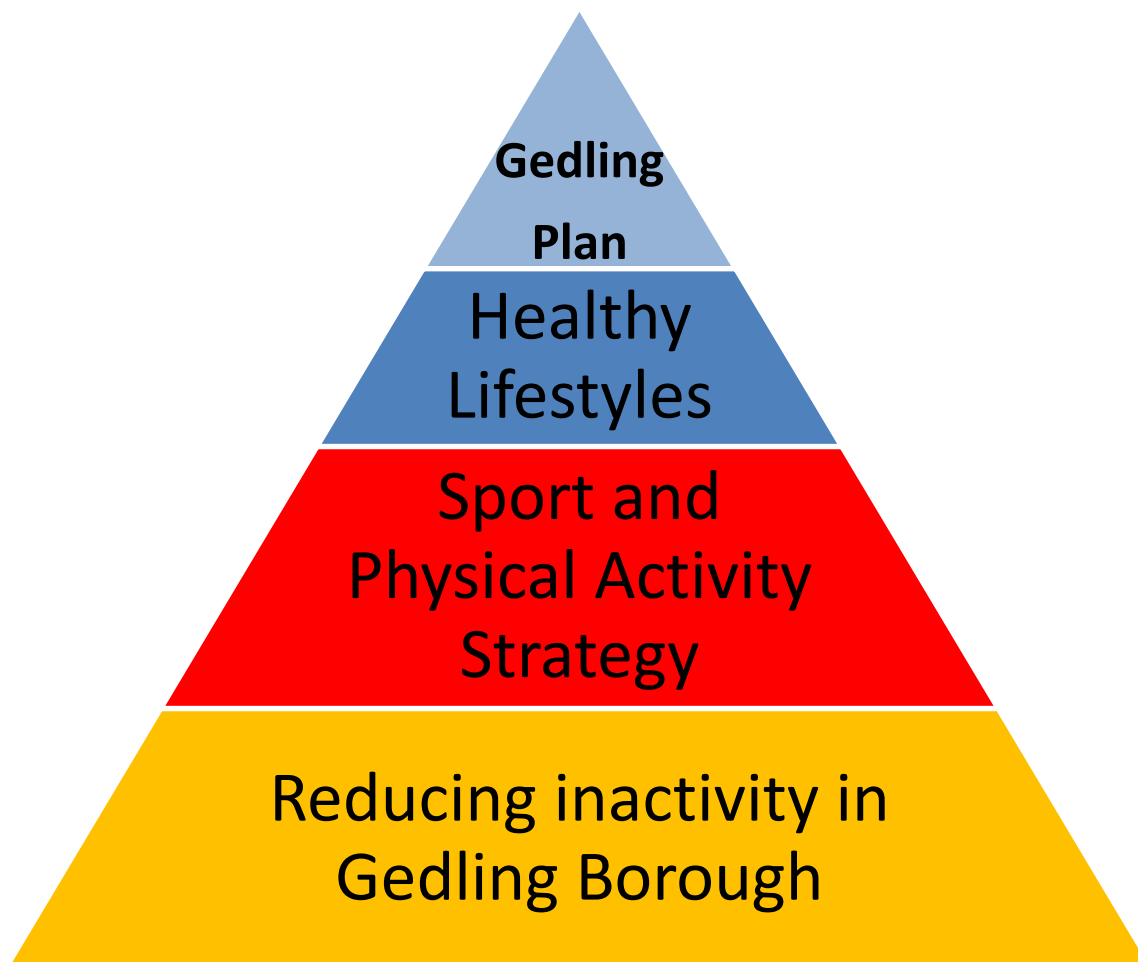 Gedling
Plan
Healthy
Lifestyles
Sport and
Physical Activity
Strategy
Reducing inactivity in
Gedling Borough